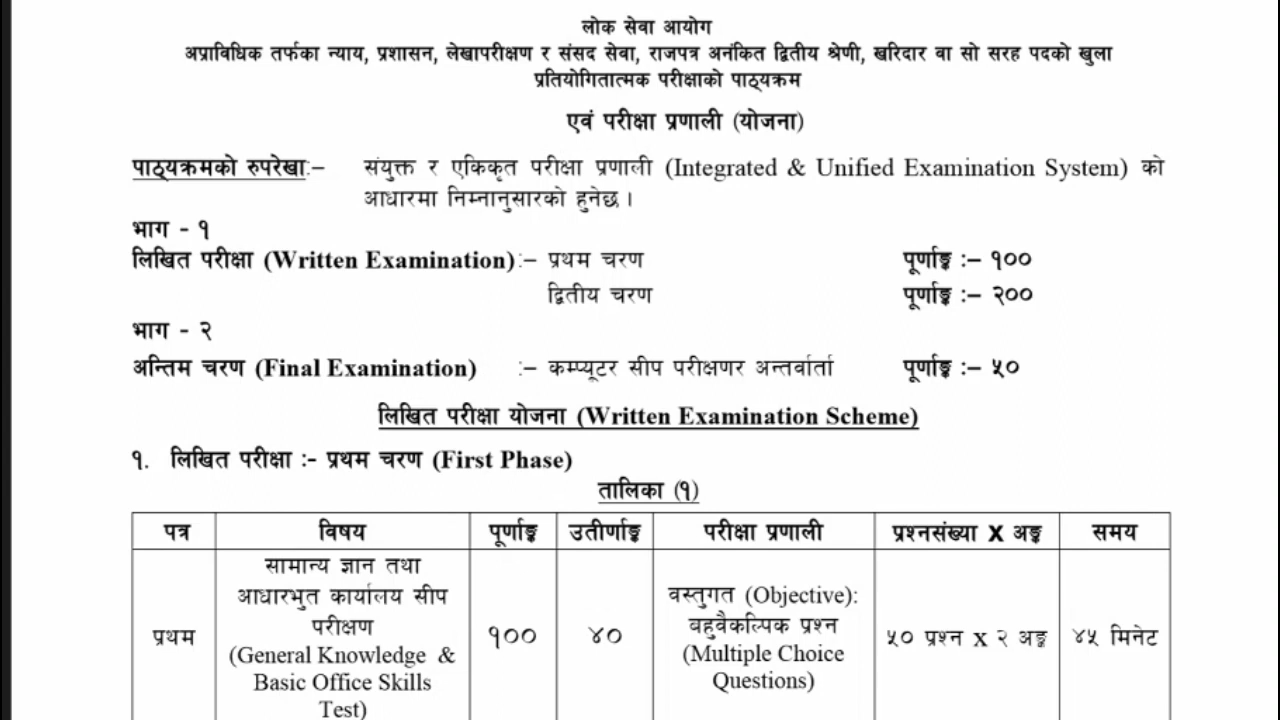 लोक सेवा आयोग
अप्राविधिक तर्फका न्याय, प्रशासन, लेखापरीक्षण र संसद सेवा, राजपत्र अनंकित द्वितीय श्रेणी, खरिदार वा सो सरह पदको खुला
प्रतियोगितात्मक परीक्षाको पाठ्यक्रम
एवं परीक्षा प्रणाली (योजना)
पाठ्यक्रमको रुपरेखा:– संयुक्त र एकिकृत परीक्षा प्रणाली (Integrated & Unified Examination System) को
आधारमा निम्नानुसारको हुनेछ ।
भाग - १
लिखित परीक्षा (Written Examination):– प्रथम चरण पूर्णाङ्क :– १००
द्वितीय चरण पूर्णाङ्क :– २००
भाग - २
अन्तिम चरण (Final Examination) :– कम्प्यूटर सीप परीक्षणर अन्तर्वार्ता पूर्णाङ्क :– ५०
लिखित परीक्षा योजना (Written Examination Scheme)
१. लिखित परीक्षा :- प्रथम चरण (First Phase)
तालिका (१)
पत्र विषय पूर्णाङ्क उतीर्णाङ्क परीक्षा प्रणाली प्रश्नसंख्या X अङ्क समय
प्रथम
सामान्य ज्ञान तथा
आधारभुत कार्यालय सीप
परीक्षण
(General Knowledge &
Basic Office Skills
Test)
१००
४०
वस्तुगत (Objective):
बहुवैकल्पिक प्रश्न
(Multiple Choice
Questions)
५० प्रश्न X २ अङ्क
४५ मिनेट